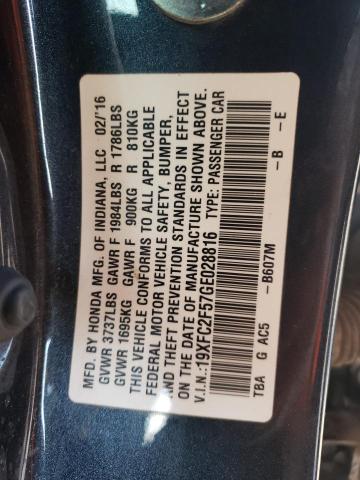 MFD. BY HONDA MFG. OF INDIANA, LLC 02/'16
GVWR 3737LBS GAWR F 1984LBS R 1786LBS
GVWR 1695KG GAWR F 900KG R 810KG
THIS VEHICLE CONFORMS TO ALL APPLICABLE
FEDERAL MOTOR VEHICLE SAFETY, BUMPER,
AND THEFT PREVENTION STANDARDS IN EFFECT
ON THE DATE OF MANUFACTURE SHOWN ABOVE.
V.I.N.:19XFC2F57GE028816 TYPE: PASSENGER CAR
-B607M -B -E
TBA G AC5